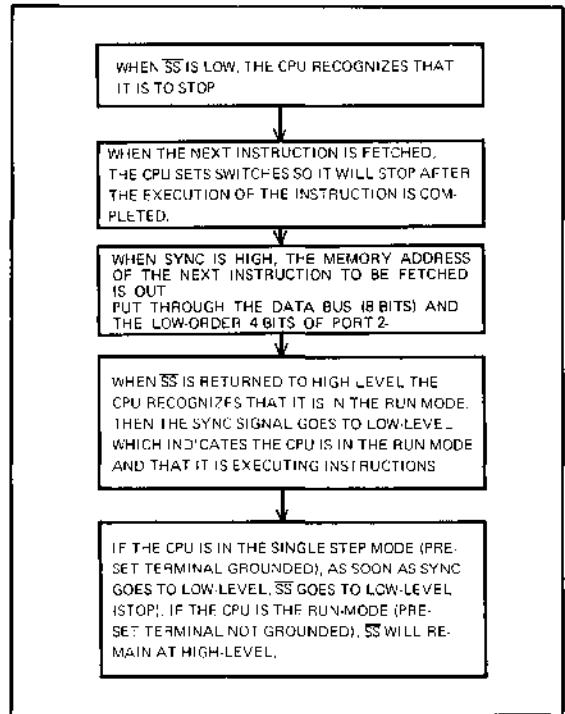 WHEN S̅S̅ IS LOW, THE CPU RECOGNIZES THAT
IT IS TO STOP
WHEN THE NEXT INSTRUCTION IS FETCHED,
THE CPU SETS SWITCHES SO IT WILL STOP AFTER
THE EXECUTION OF THE INSTRUCTION IS COM-
PLETED.
WHEN SYNC IS HIGH, THE MEMORY ADDRESS
OF THE NEXT INSTRUCTION TO BE FETCHED
IS OUT
PUT THROUGH THE DATA BUS (8 BITS) AND
THE LOW-ORDER 4 BITS OF PORT 2-
WHEN S̅S̅ IS RETURNED TO HIGH LEVEL THE
CPU RECOGNIZES THAT IT IS IN THE RUN MODE.
THEN THE SYNC SIGNAL GOES TO LOW-LEVEL
WHICH INDICATES THE CPU IS IN THE RUN MODE
AND THAT IT IS EXECUTING INSTRUCTIONS
IF THE CPU IS IN THE SINGLE STEP MODE (PRE-
SET TERMINAL GROUNDED), AS SOON AS SYNC
GOES TO LOW-LEVEL, S̅S̅ GOES TO LOW-LEVEL
(STOP). IF THE CPU IS THE RUN-MODE (PRE-
SET TERMINAL NOT GROUNDED), S̅S̅ WILL RE-
MAIN AT HIGH-LEVEL.